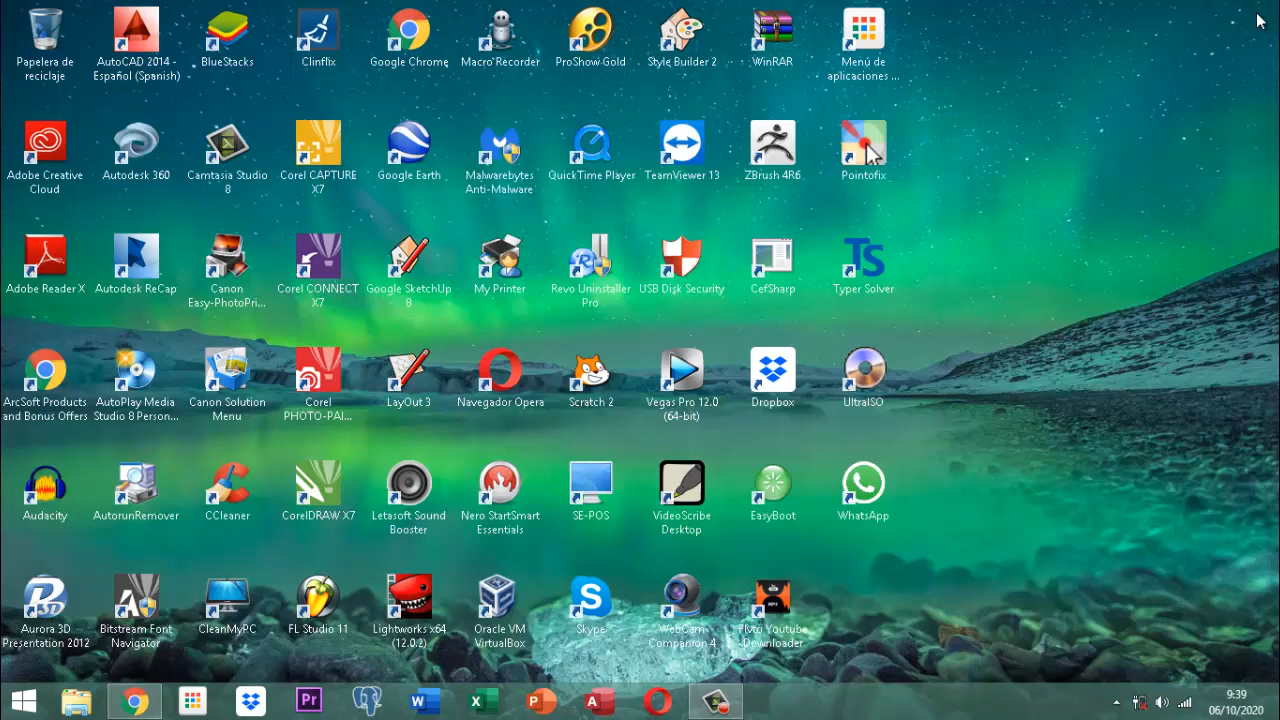 Papelera de
reciclaje
AutoCAD 2014 -
Español (Spanish)
BlueStacks
Clinflix
Google Chrome
Macro Recorder
ProShow Gold
Style Builder 2
WinRAR
Menú de
aplicaciones ...
Adobe Creative
Cloud
Autodesk 360
Camtasia Studio
8
Corel CAPTURE
X7
Google Earth
Malwarebytes
Anti-Malware
QuickTime Player
TeamViewer 13
ZBrush 4R6
Pointofix
Adobe Reader X
Autodesk ReCap
Canon
Easy-PhotoPri...
Corel CONNECT
X7
Google SketchUp
8
My Printer
Revo Uninstaller
Pro
USB Disk Security
CefSharp
TS
Typer Solver
ArcSoft Products
and Bonus Offers
AutoPlay Media
Studio 8 Person...
Canon Solution
Menu
Corel
PHOTO-PAI...
LayOut 3
Navegador Opera
Scratch 2
Vegas Pro 12.0
(64-bit)
Dropbox
UltraISO
Audacity
AutorunRemover
CCleaner
CorelDRAW X7
Letasoft Sound
Booster
Nero StartSmart
Essentials
SE-POS
VideoScribe
Desktop
EasyBoot
WhatsApp
Aurora 3D
Presentation 2012
Bitstream Font
Navigator
CleanMyPC
FL Studio 11
Lightworks x64
(12.0.2)
Oracle VM
VirtualBox
Skype
WebCam
Companion 4
Flvto Youtube
Downloader
Pr
W
X
P
A
9:39
06/10/2020